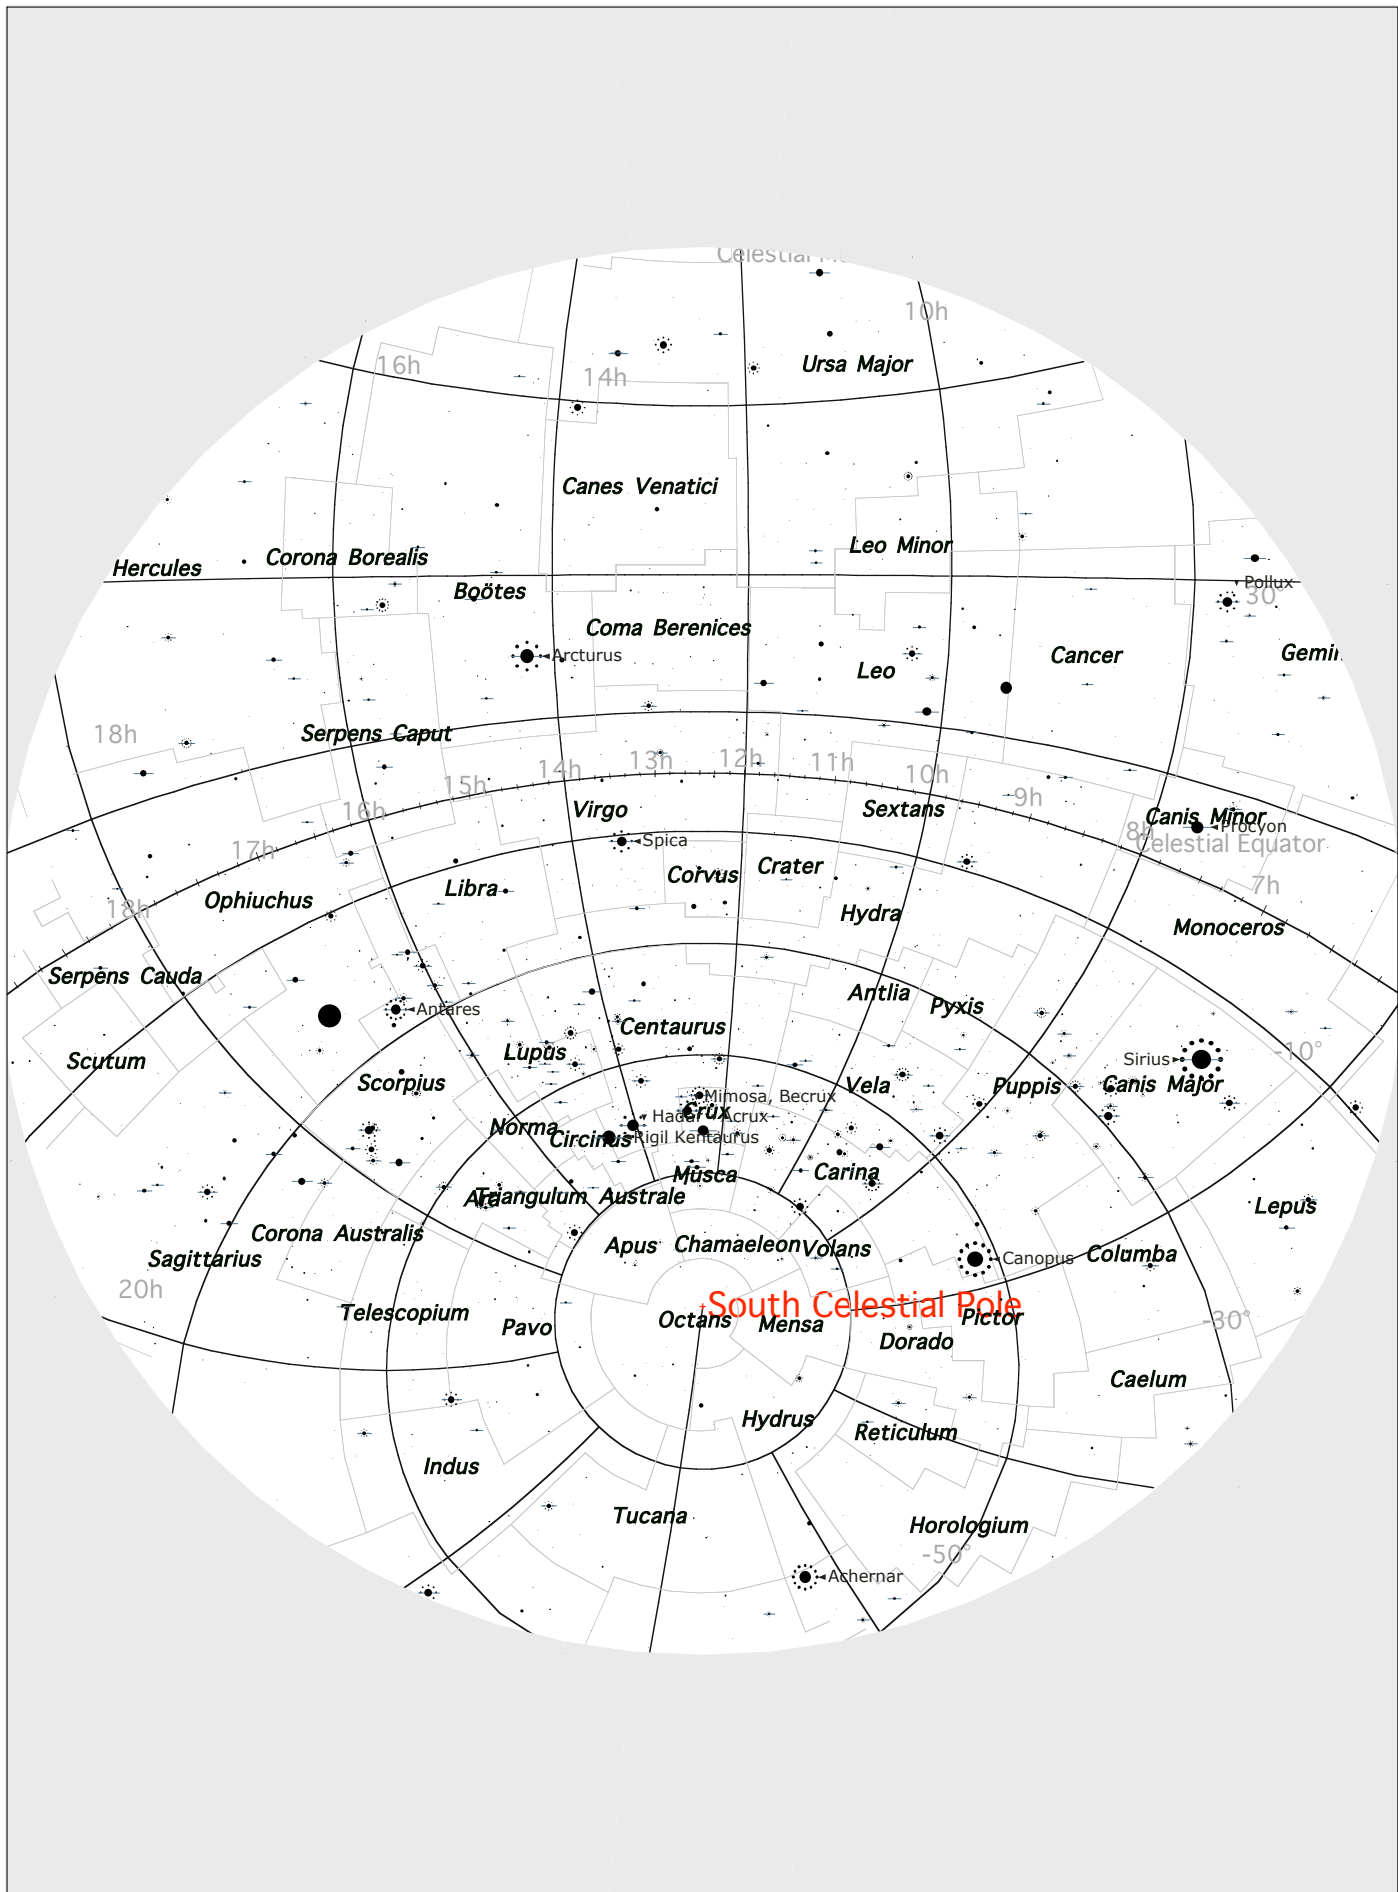 Celestial
10h
16h
Ursa Major
14h
Canes Venatici
Leo Minor
Corona Borealis
Hercules
Pollux
30°
Boötes
Coma Berenices
Arcturus
Cancer
Gemin
Leo
18h
Serpens Caput
13h
12h
11h
14h
10h
15h
9h
16h
Virgo
Sextans
Canis Minor
Procyon
8h
Celestial Equator
17h
Spica
Corvus
Crater
Libra
7h
Ophiuchus
18h
Hydra
Monoceros
Serpens Cauda
Antlia
Pyxis
Antares
Centaurus
Lupus
-10°
Scutum
Sirius
Scorpius
Vela
Puppis
Canis Major
Mimosa, Becrux
Crux
Hadar
Acrux
Norma
Circinus
Rigil Kentaurus
Musca
Carina
Ara
Triangulum Australe
Lepus
Corona Australis
Apus
Chamaeleon
Volans
Sagittarius
Canopus
Columba
20h
South Celestial Pole
Telescopium
Octans
Mensa
Pictor
-30°
Pavo
Dorado
Caelum
Hydrus
Reticulum
Indus
Tucana
Horologium
-50°
Achernar